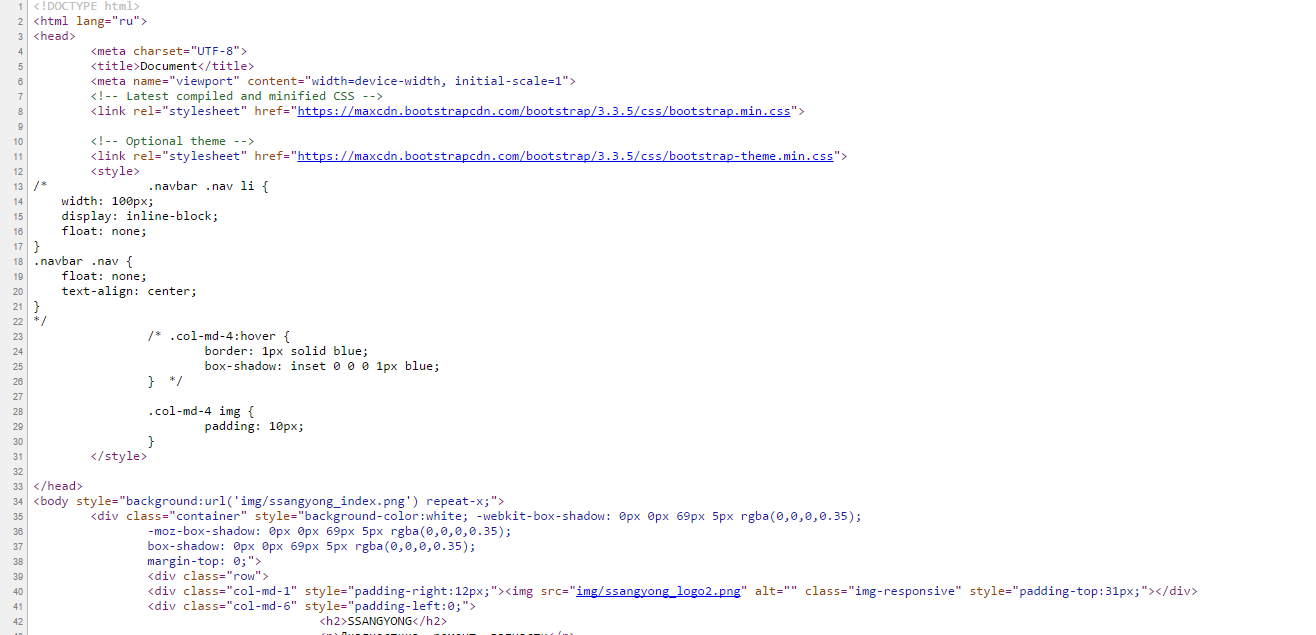 1 <!DOCTYPE html>
2 <html lang="ru">
3 <head>
4 <meta charset="UTF-8">
5 <title>Document</title>
6 <meta name="viewport" content="width=device-width, initial-scale=1">
7 <!-- Latest compiled and minified CSS -->
8 <link rel="stylesheet" href="https://maxcdn.bootstrapcdn.com/bootstrap/3.3.5/css/bootstrap.min.css">
9
10 <!-- Optional theme -->
11 <link rel="stylesheet" href="https://maxcdn.bootstrapcdn.com/bootstrap/3.3.5/css/bootstrap-theme.min.css">
12 <style>
13 /* .navbar .nav li {
14 width: 100px;
15 display: inline-block;
16 float: none;
17 }
18 .navbar .nav {
19 float: none;
20 text-align: center;
21 }
22 */
23 /* .col-md-4:hover {
24 border: 1px solid blue;
25 box-shadow: inset 0 0 0 1px blue;
26 } */
27
28 .col-md-4 img {
29 padding: 10px;
30 }
31 </style>
32
33 </head>
34 <body style="background:url('img/ssangyong_index.png') repeat-x;">
35 <div class="container" style="background-color:white; -webkit-box-shadow: 0px 0px 69px 5px rgba(0,0,0,0.35);
36 -moz-box-shadow: 0px 0px 69px 5px rgba(0,0,0,0.35);
37 box-shadow: 0px 0px 69px 5px rgba(0,0,0,0.35);
38 margin-top: 0;">
39 <div class="row">
40 <div class="col-md-1" style="padding-right:12px;"><img src="img/ssangyong_logo2.png" alt="" class="img-responsive" style="padding-top:31px;"></div>
41 <div class="col-md-6" style="padding-left:0;">
42 <h2>SSANGYONG</h2>